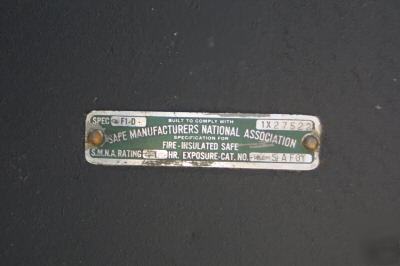 SPEC F1-D- BUILT TO COMPLY WITH 1X27522
SAFE MANUFACTURERS NATIONAL ASSOCIATION
SPECIFICATION FOR
FIRE-INSULATED SAFE
S.M.N.A. RATING HR. EXPOSURE-CAT. NO.